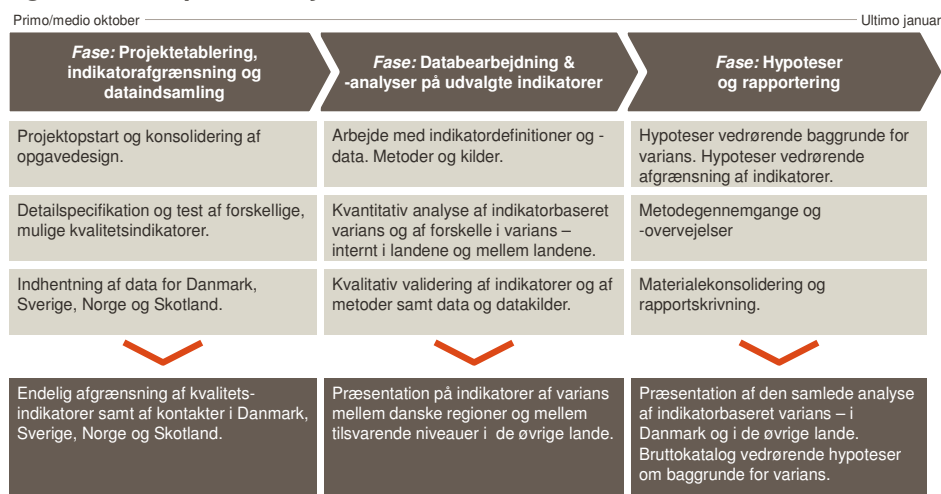 Primo/medio oktober
Ultimo januar
Fase: Projektetablering,
indikatorafgrænsning og
dataindsamling
Fase: Databearbejdning &
-analyser på udvalgte indikatorer
Fase: Hypoteser
og rapportering
Projektopstart og konsolidering af
opgavedesign.
Arbejde med indikatordefinitioner og -
data. Metoder og kilder.
Hypoteser vedrørende baggrunde for
varians. Hypoteser vedrørende
afgrænsning af indikatorer.
Detailspecifikation og test af forskellige,
mulige kvalitetsindikatorer.
Kvantitativ analyse af indikatorbaseret
varians og af forskelle i varians –
internt i landene og mellem landene.
Metodegennemgange og
-overvejelser
Indhentning af data for Danmark,
Sverige, Norge og Skotland.
Kvalitativ validering af indikatorer og af
metoder samt data og datakilder.
Materialekonsolidering og
rapportskrivning.
Endelig afgrænsning af kvalitets-
indikatorer samt af kontakter i Danmark,
Sverige, Norge og Skotland.
Præsentation på indikatorer af varians
mellem danske regioner og mellem
tilsvarende niveauer i de øvrige lande.
Præsentation af den samlede analyse
af indikatorbaseret varians – i
Danmark og i de øvrige lande.
Bruttokatalog vedrørende hypoteser
om baggrunde for varians.